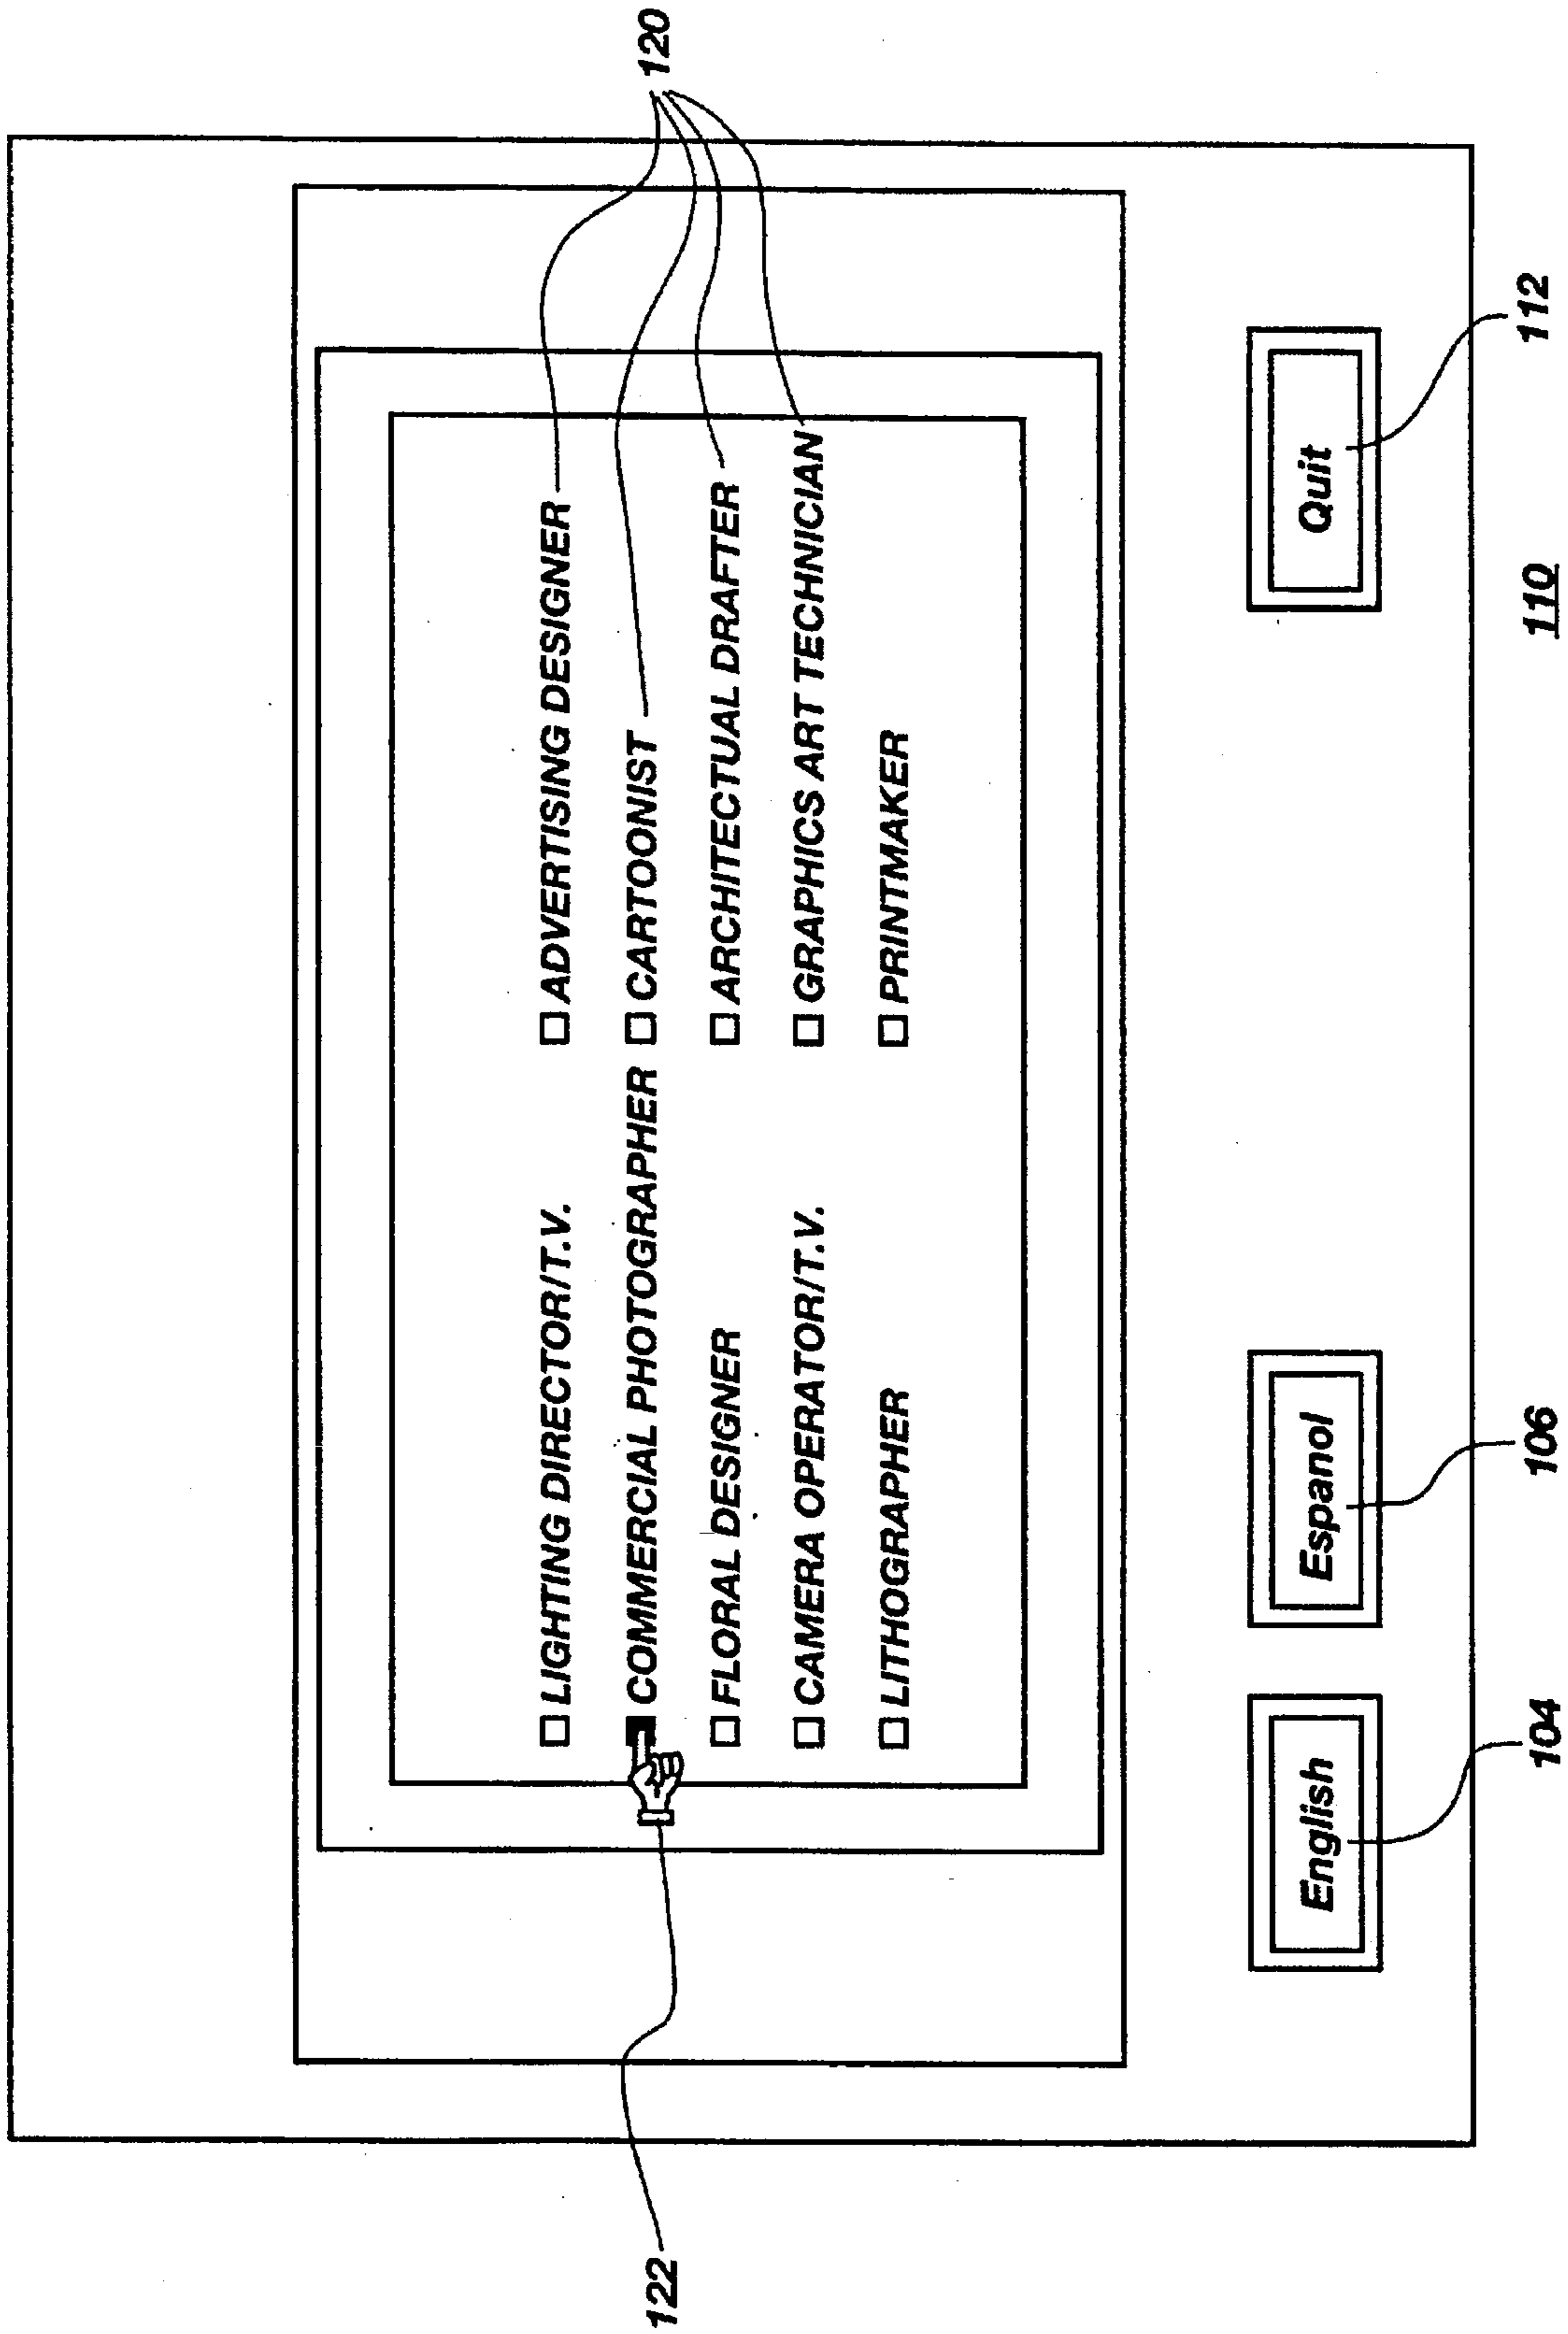 120
□ LIGHTING DIRECTOR/T.V. □ ADVERTISING DESIGNER
■ COMMERCIAL PHOTOGRAPHER □ CARTOONIST
□ FLORAL DESIGNER □ ARCHITECTUAL DRAFTER
□ CAMERA OPERATOR/T.V. □ GRAPHICS ART TECHNICIAN
□ LITHOGRAPHER □ PRINTMAKER
122
English Espanol Quit
104 106 110 112